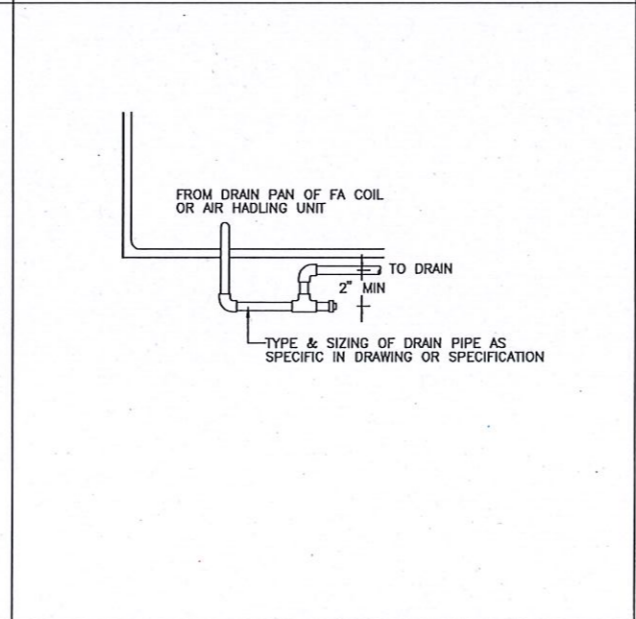 FROM DRAIN PAN OF FA COIL
OR AIR HADLING UNIT
TO DRAIN
2" MIN
TYPE & SIZING OF DRAIN PIPE AS
SPECIFIC IN DRAWING OR SPECIFICATION